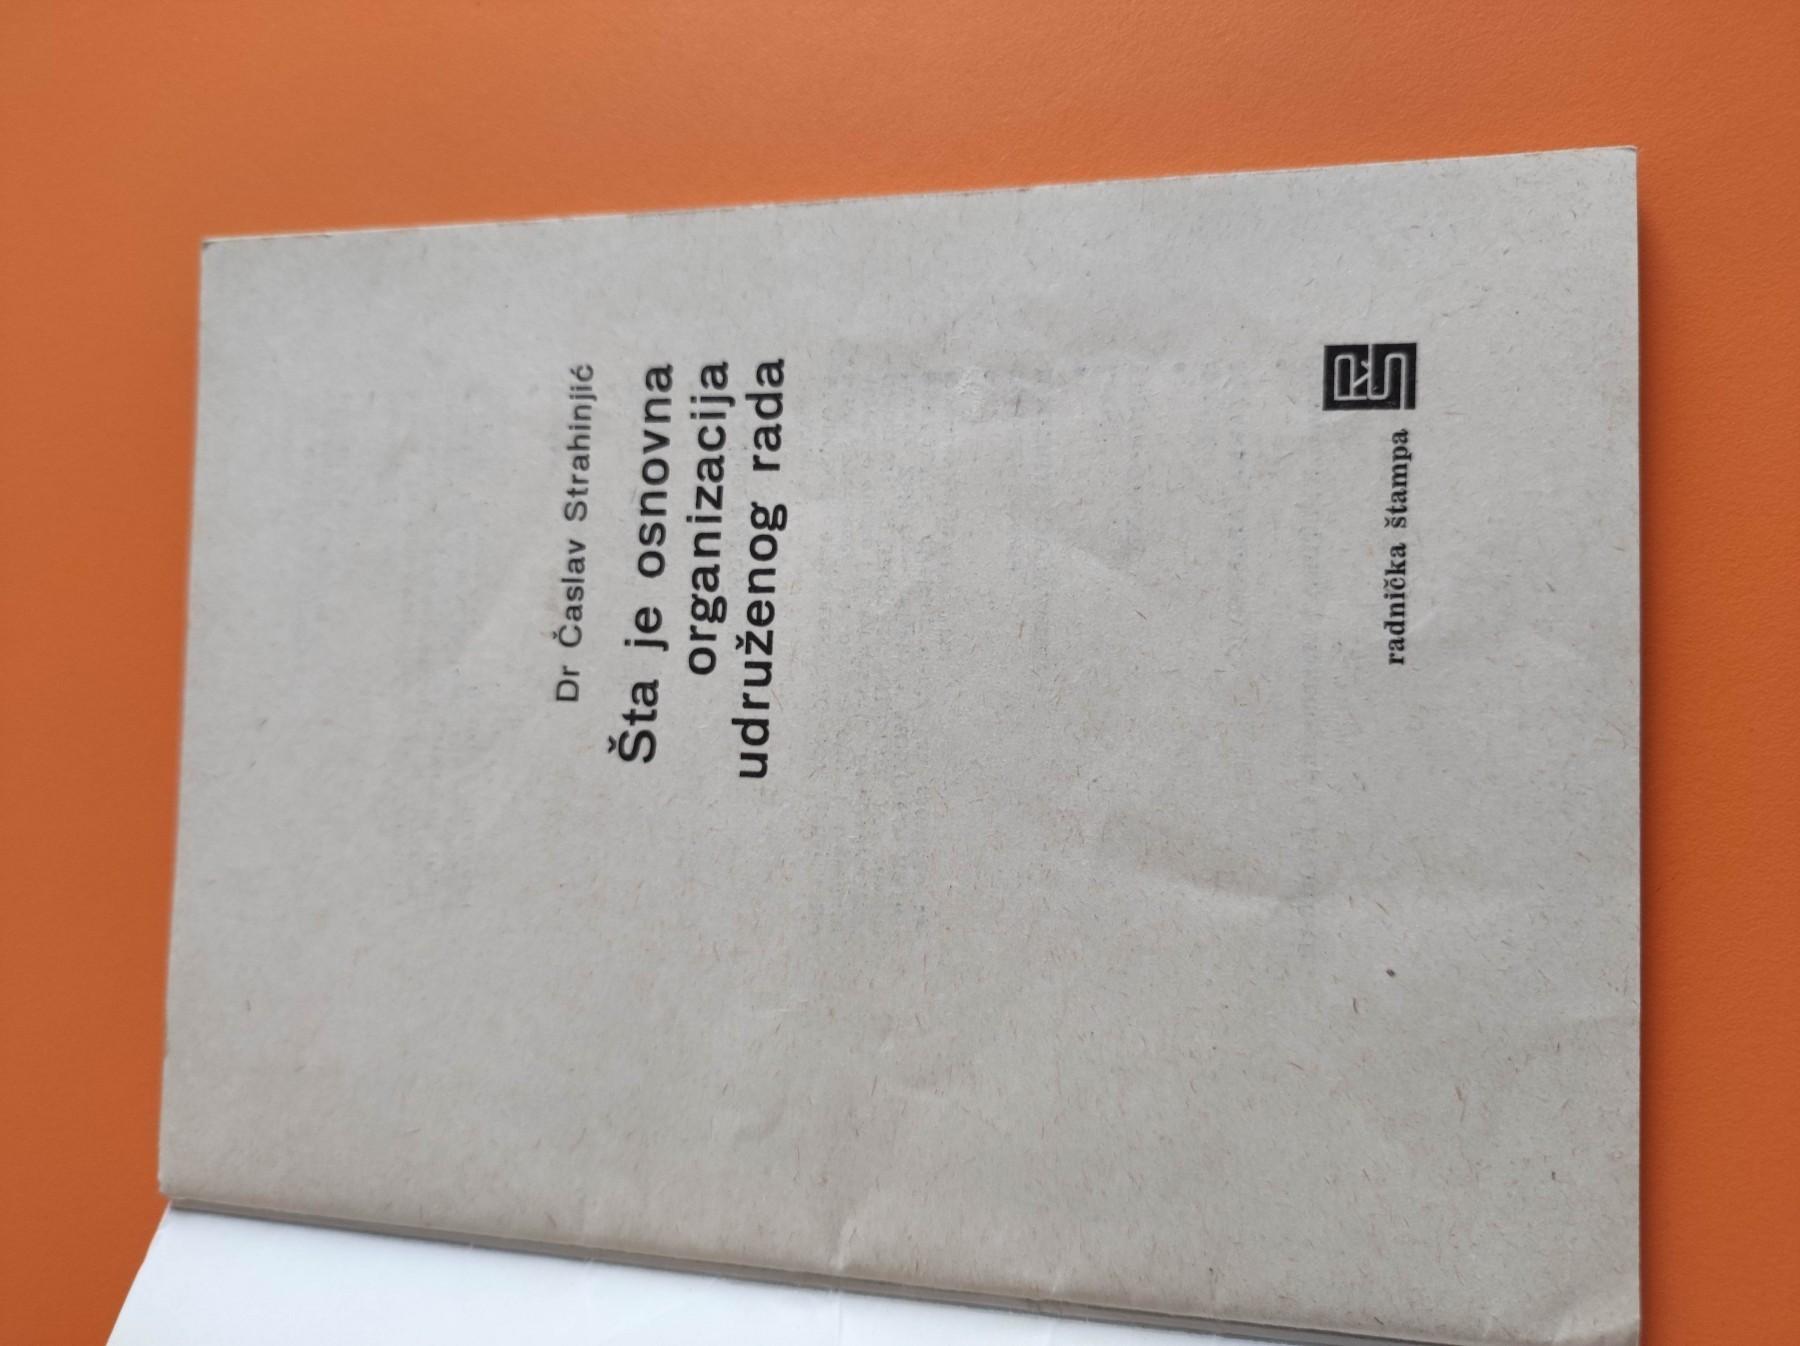 Dr Časlav Strahinjić
Šta je osnovna
organizacija
udruženog rada
radnička štampa